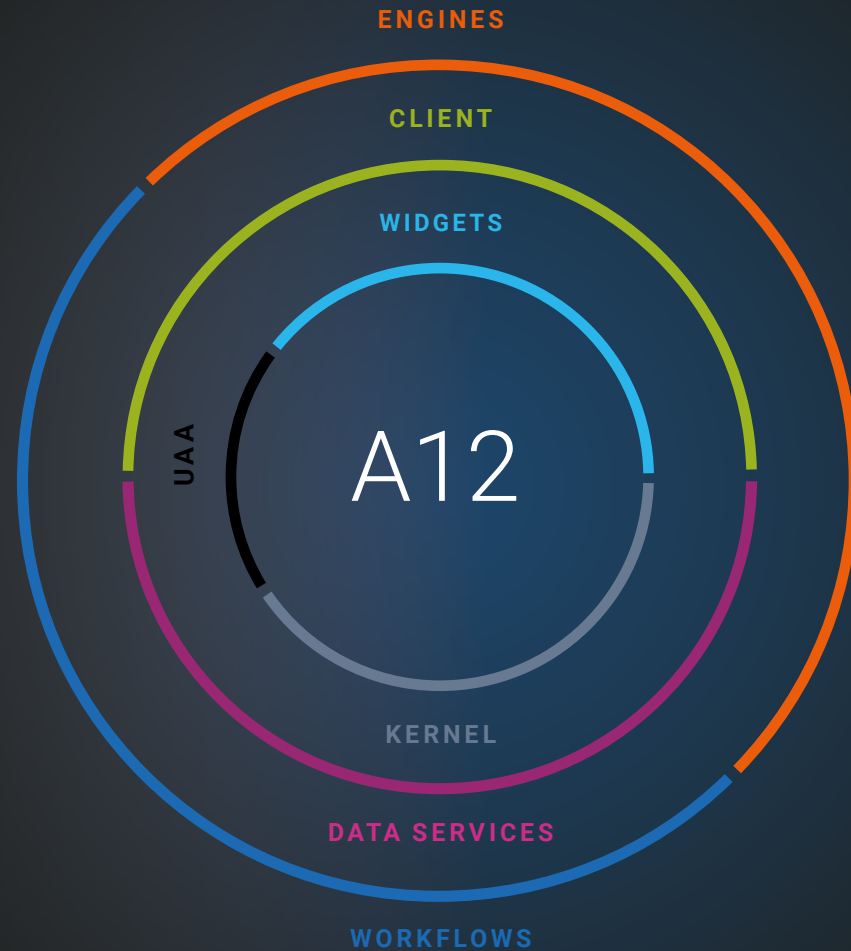 ENGINES
CLIENT
WIDGETS
UAA
A12
KERNEL
DATA SERVICES
WORKFLOWS